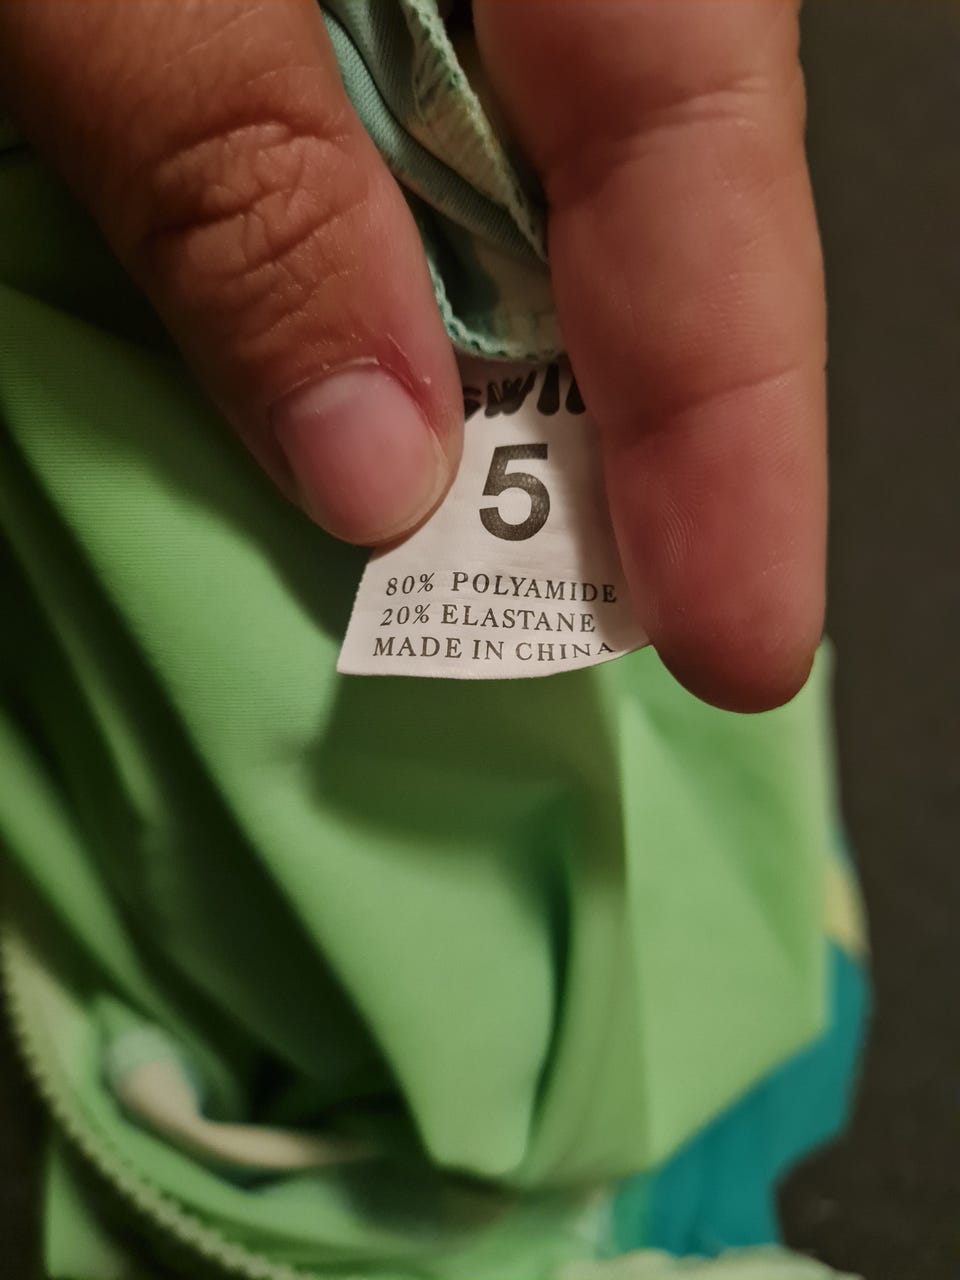 5
80% POLYAMIDE
20% ELASTANE
MADE IN CHINA